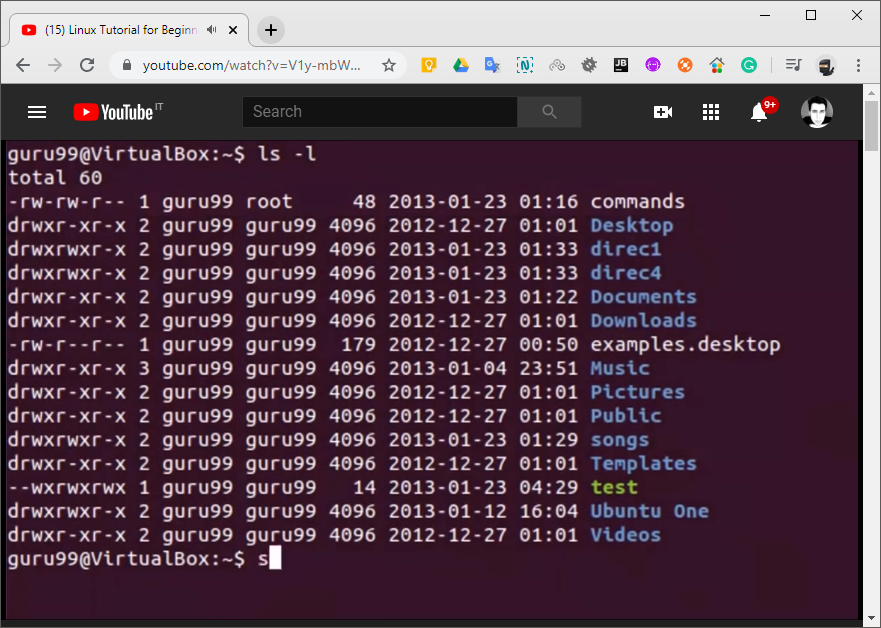 (15) Linux Tutorial for Beginn
youtube.com/watch?v=V1y-mbW...
YouTube IT
Search
9+
guru99@VirtualBox:~$ ls -l
total 60
-rw-rw-r-- 1 guru99 root 48 2013-01-23 01:16 commands
drwxr-xr-x 2 guru99 guru99 4096 2012-12-27 01:01 Desktop
drwxrwxr-x 2 guru99 guru99 4096 2013-01-23 01:33 direc1
drwxrwxr-x 2 guru99 guru99 4096 2013-01-23 01:33 direc4
drwxr-xr-x 2 guru99 guru99 4096 2013-01-23 01:22 Documents
drwxr-xr-x 2 guru99 guru99 4096 2012-12-27 01:01 Downloads
-rw-r--r-- 1 guru99 guru99 179 2012-12-27 00:50 examples.desktop
drwxr-xr-x 3 guru99 guru99 4096 2013-01-04 23:51 Music
drwxr-xr-x 2 guru99 guru99 4096 2012-12-27 01:01 Pictures
drwxr-xr-x 2 guru99 guru99 4096 2012-12-27 01:01 Public
drwxrwxr-x 2 guru99 guru99 4096 2013-01-23 01:29 songs
drwxr-xr-x 2 guru99 guru99 4096 2012-12-27 01:01 Templates
--wxrwxrwx 1 guru99 guru99 14 2013-01-23 04:29 test
drwxrwxr-x 2 guru99 guru99 4096 2013-01-12 16:04 Ubuntu One
drwxr-xr-x 2 guru99 guru99 4096 2012-12-27 01:01 Videos
guru99@VirtualBox:~$ s